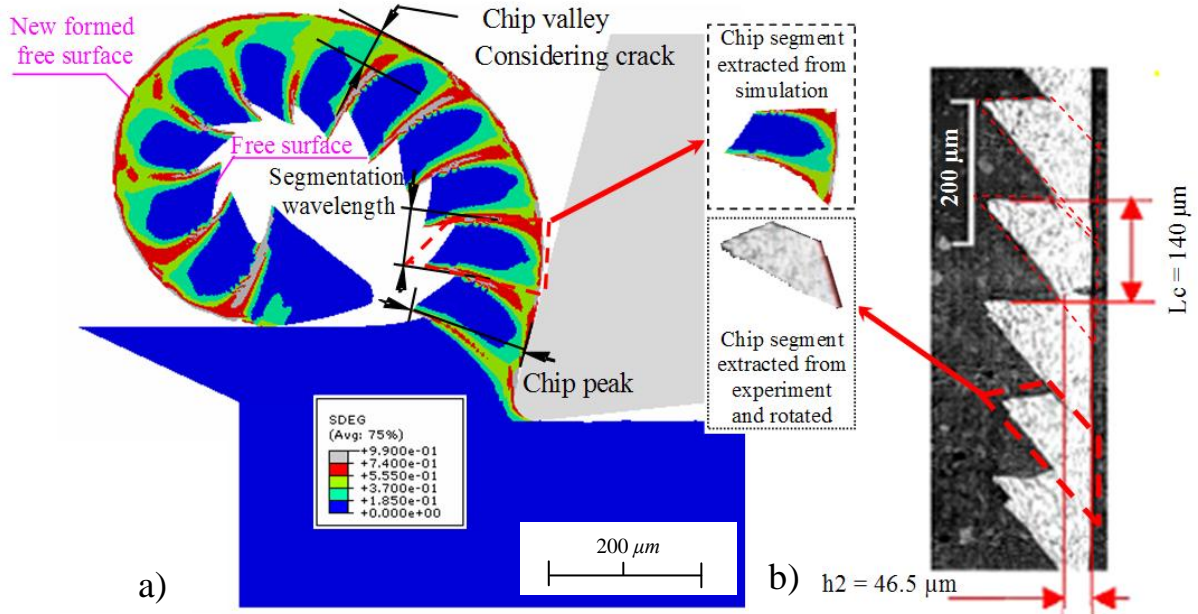 New formed
free surface
Chip valley
Considering crack
Free surface
Segmentation
wavelength
Chip peak
SDEG
(Avg: 75%)
+9.900e-01
+7.400e-01
+5.550e-01
+3.700e-01
+1.850e-01
+0.000e+00
200 µm
a)
Chip segment
extracted from
simulation
Chip segment
extracted from
experiment
and rotated
200 µm
Lc = 140 µm
b)
h2 = 46.5 µm